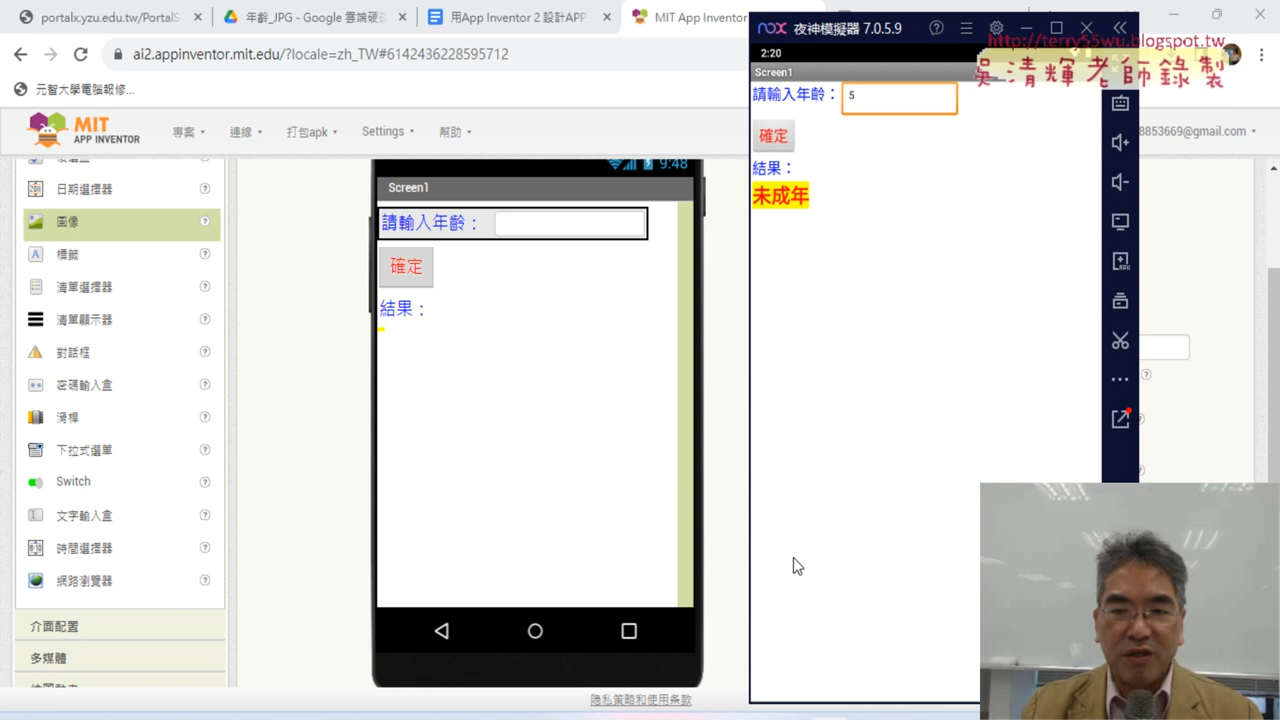 portalx.yzu.edu.tw/PortalS
年齡_JPG - Google 雲端硬碟
用App Inventor 2 設計APP
MIT App Inventor
ai2.appinventor.mit.edu
228595712
元智大學電腦報修...
MIT
APP INVENTOR
專案
連線
打包apk
Settings
幫助
8853669@gmail.com
日期選擇器
圖像
標籤
清單選擇器
清單顯示器
對話框
密碼輸入盒
滑桿
下拉式選單
Switch
文字輸入盒
時間選擇器
網路瀏覽器
介面配置
多媒體
9:48
Screen1
請輸入年齡：
確定
結果：
隐私策略和使用条款
nox 夜神模擬器 7.0.5.9
2:20
Screen1
請輸入年齡：
5
確定
結果：
未成年
http://terry55wu.blogspot.tw
吳清輝老師錄製